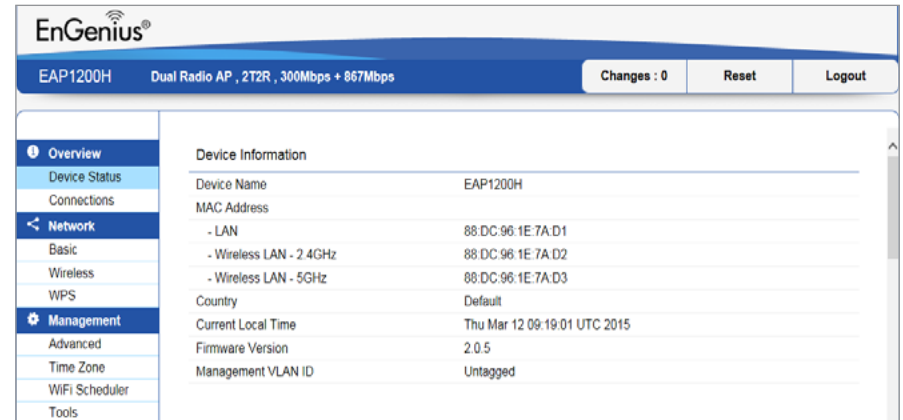 EnGenius®
EAP1200H Dual Radio AP , 2T2R , 300Mbps + 867Mbps Changes : 0 Reset Logout
Overview
Device Status
Connections
Network
Basic
Wireless
WPS
Management
Advanced
Time Zone
WiFi Scheduler
Tools
Device Information
Device Name EAP1200H
MAC Address
- LAN 88:DC:96:1E:7A:D1
- Wireless LAN - 2.4GHz 88:DC:96:1E:7A:D2
- Wireless LAN - 5GHz 88:DC:96:1E:7A:D3
Country Default
Current Local Time Thu Mar 12 09:19:01 UTC 2015
Firmware Version 2.0.5
Management VLAN ID Untagged